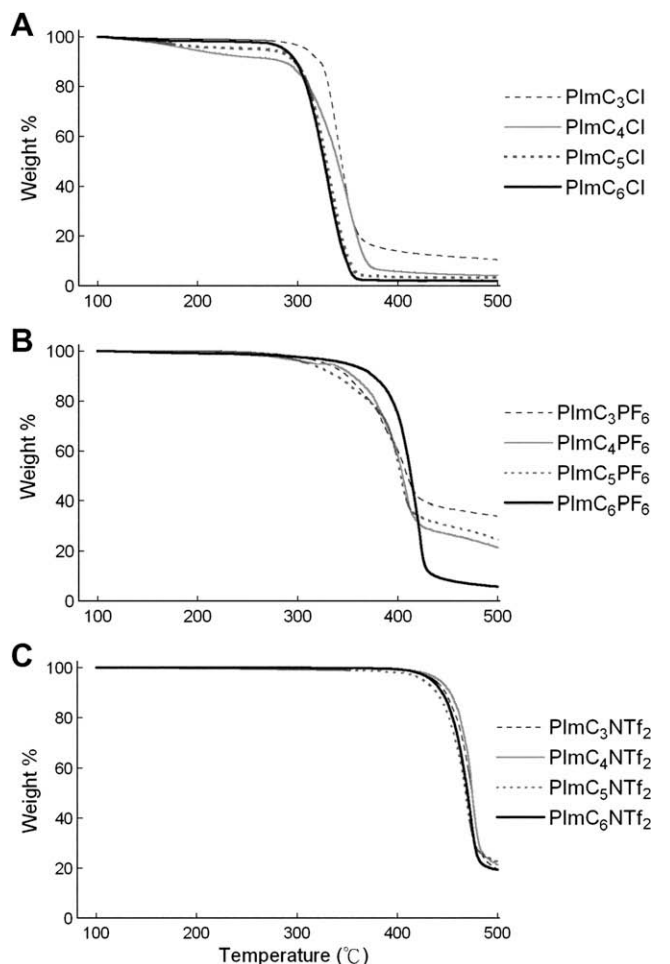 A
100
80
60
40
20
0
Weight %
100 200 300 400 500
PImC₃Cl
PImC₄Cl
PImC₅Cl
PImC₆Cl
B
100
80
60
40
20
0
Weight %
100 200 300 400 500
PImC₃PF₆
PImC₄PF₆
PImC₅PF₆
PImC₆PF₆
C
100
80
60
40
20
0
Weight %
100 200 300 400 500
Temperature (℃)
PImC₃NTf₂
PImC₄NTf₂
PImC₅NTf₂
PImC₆NTf₂